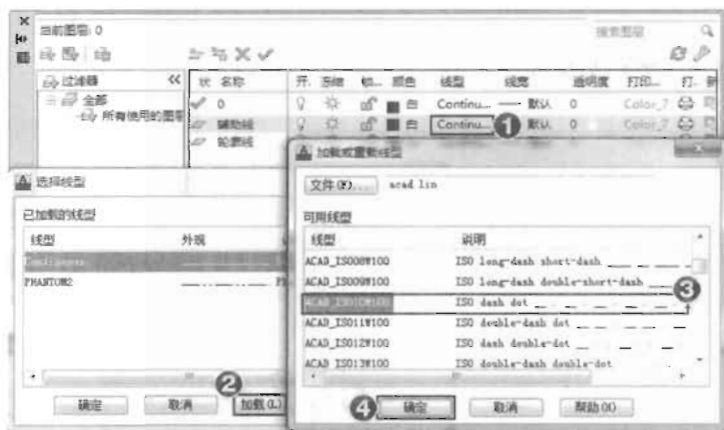 当前图层: 0
搜索图层
过滤器
全部
所有使用的图层
状 名称 开. 冻结 锁... 颜色 线型 线宽 透明度 打印... 打. 新
0 白 Continu... 默认 0 Color_7
辅助线 白 Continu... 默认 0 Color_7
轮廓线
1
选择线型
已加载的线型
线型 外观
Continuous
PHANTOM2
2
确定 取消 加载(L)
加载或重载线型
文件(F)... acad.lin
可用线型
线型 说明
ACAD_ISO08W100 ISO long-dash short-dash
ACAD_ISO09W100 ISO long-dash double-short-dash
3
ACAD_ISO10W100 ISO dash dot
ACAD_ISO11W100 ISO double-dash dot
ACAD_ISO12W100 ISO dash double-dot
ACAD_ISO13W100 ISO double-dash double-dot
4
确定 取消 帮助(H)